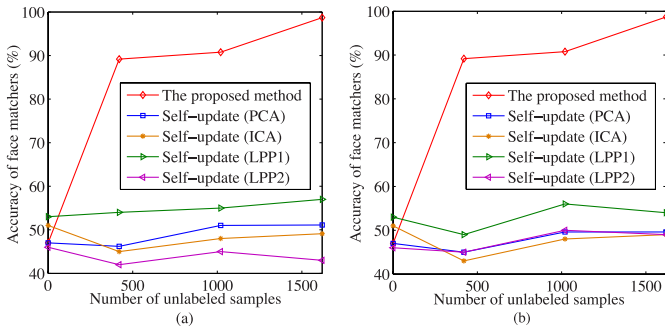 100
90
80
70
60
50
40
Accuracy of face matchers (%)
The proposed method
Self−update (PCA)
Self−update (ICA)
Self−update (LPP1)
Self−update (LPP2)
0
500
1000
1500
Number of unlabeled samples
(a)
100
90
80
70
60
50
40
Accuracy of face matchers (%)
The proposed method
Self−update (PCA)
Self−update (ICA)
Self−update (LPP1)
Self−update (LPP2)
0
500
1000
1500
Number of unlabeled samples
(b)